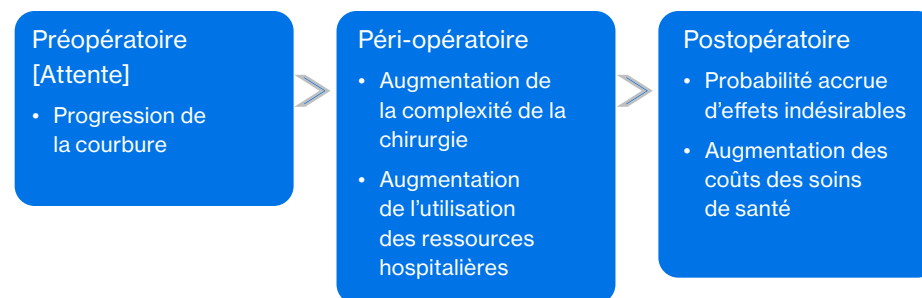 Préopératoire
[Attente]
• Progression de
la courbure
Péri-opératoire
• Augmentation de
la complexité de la
chirurgie
• Augmentation
de l’utilisation
des ressources
hospitalières
Postopératoire
• Probabilité accrue
d’effets indésirables
• Augmentation des
coûts des soins
de santé